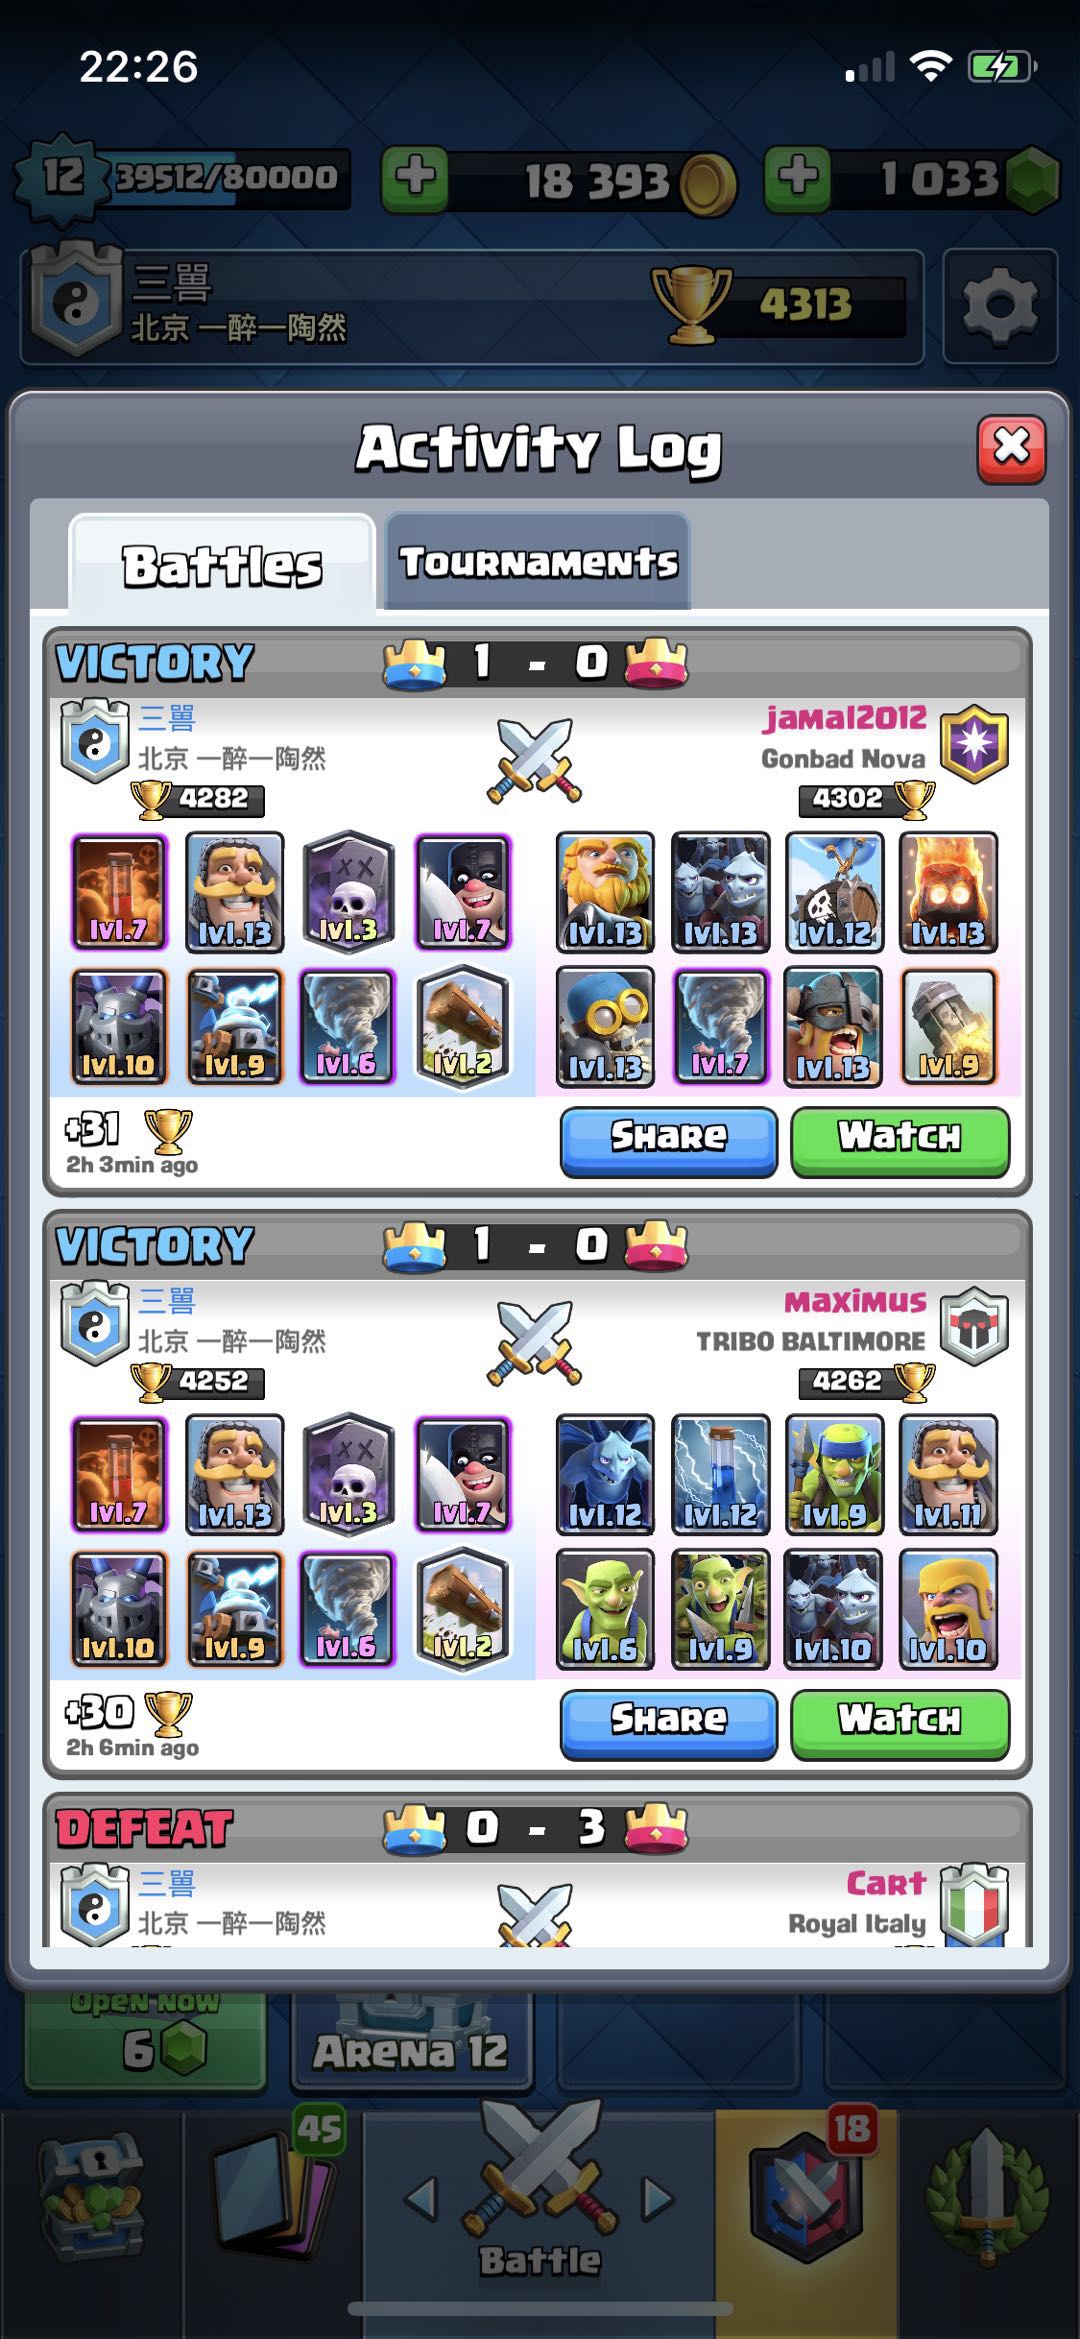 22:26
12 39512/80000 18 393 1 033
三畧
北京 一醉一陶然
4313
Activity Log
Battles Tournaments
VICTORY 1 - 0
三畧 jamal2012
北京 一醉一陶然 Gonbad Nova
4282 4302
lvl.7 lvl.13 lvl.3 lvl.7 lvl.13 lvl.13 lvl.12 lvl.13
lvl.10 lvl.9 lvl.6 lvl.2 lvl.13 lvl.7 lvl.13 lvl.9
+31
2h 3min ago
Share Watch
VICTORY 1 - 0
三畧 Maximus
北京 一醉一陶然 TRIBO BALTIMORE
4252 4262
lvl.7 lvl.13 lvl.3 lvl.7 lvl.12 lvl.12 lvl.9 lvl.11
lvl.10 lvl.9 lvl.6 lvl.2 lvl.6 lvl.9 lvl.10 lvl.10
+30
2h 6min ago
Share Watch
DEFEAT 0 - 3
三畧 Cart
北京 一醉一陶然 Royal Italy
Open Now
6
Arena 12
45
18
Battle